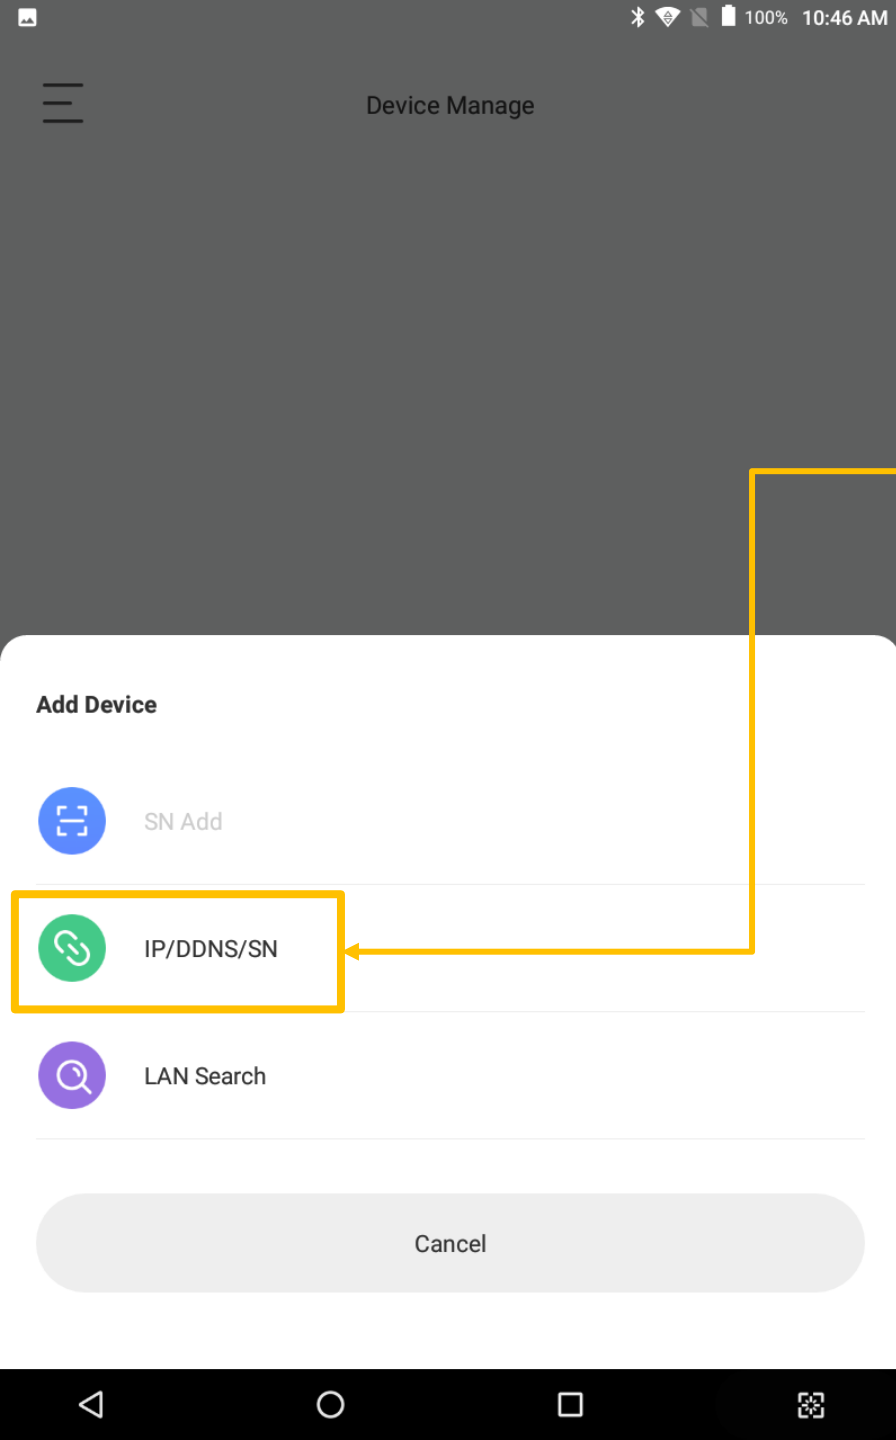 100% 10:46 AM
Device Manage
Add Device
SN Add
IP/DDNS/SN
LAN Search
Cancel